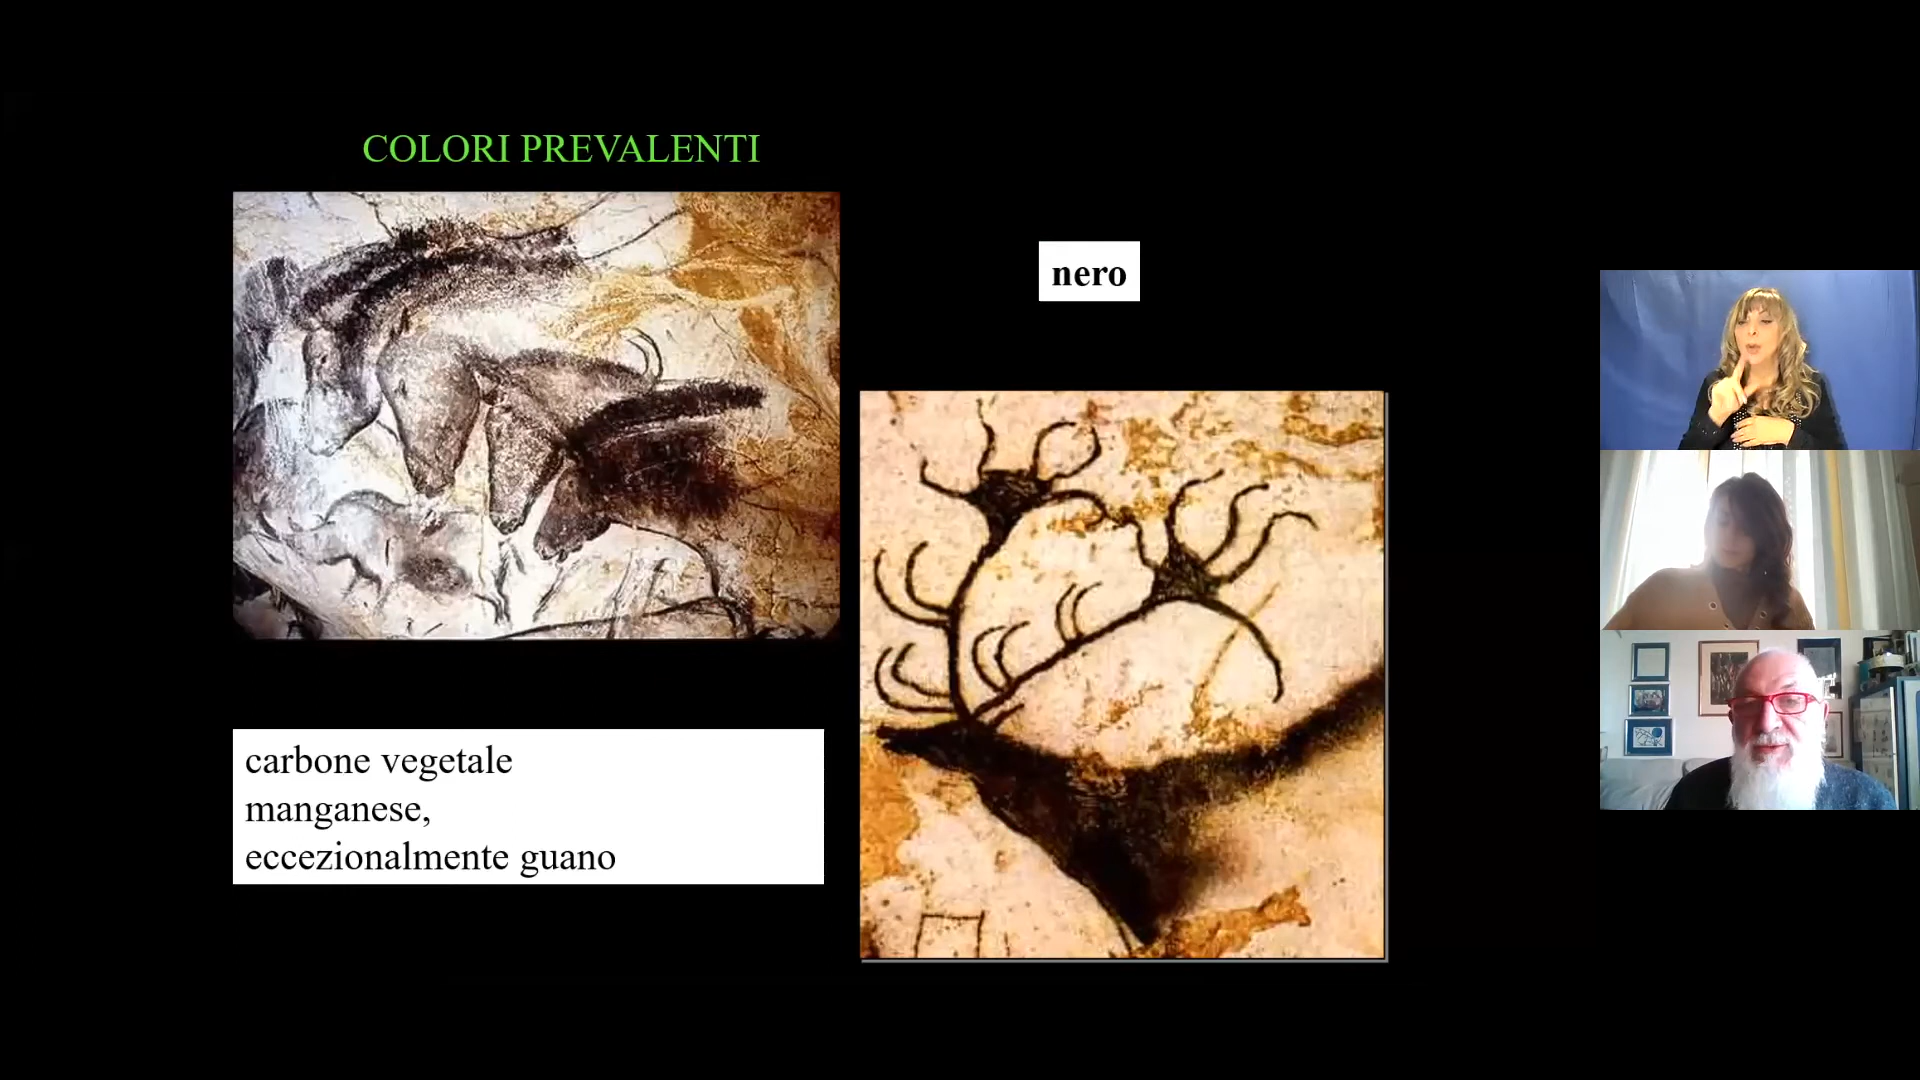 COLORI PREVALENTI
nero
carbone vegetale
manganese,
eccezionalmente guano